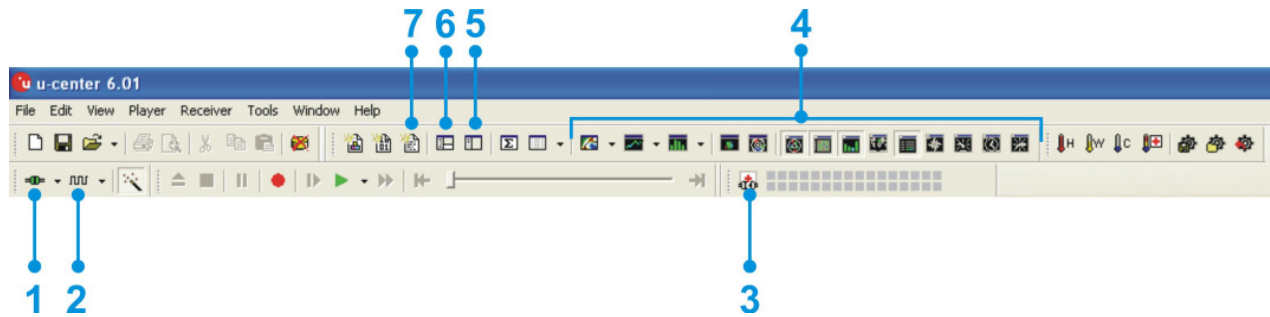 7 6 5 4
u u-center 6.01
File Edit View Player Receiver Tools Window Help
H W C
1 2 3